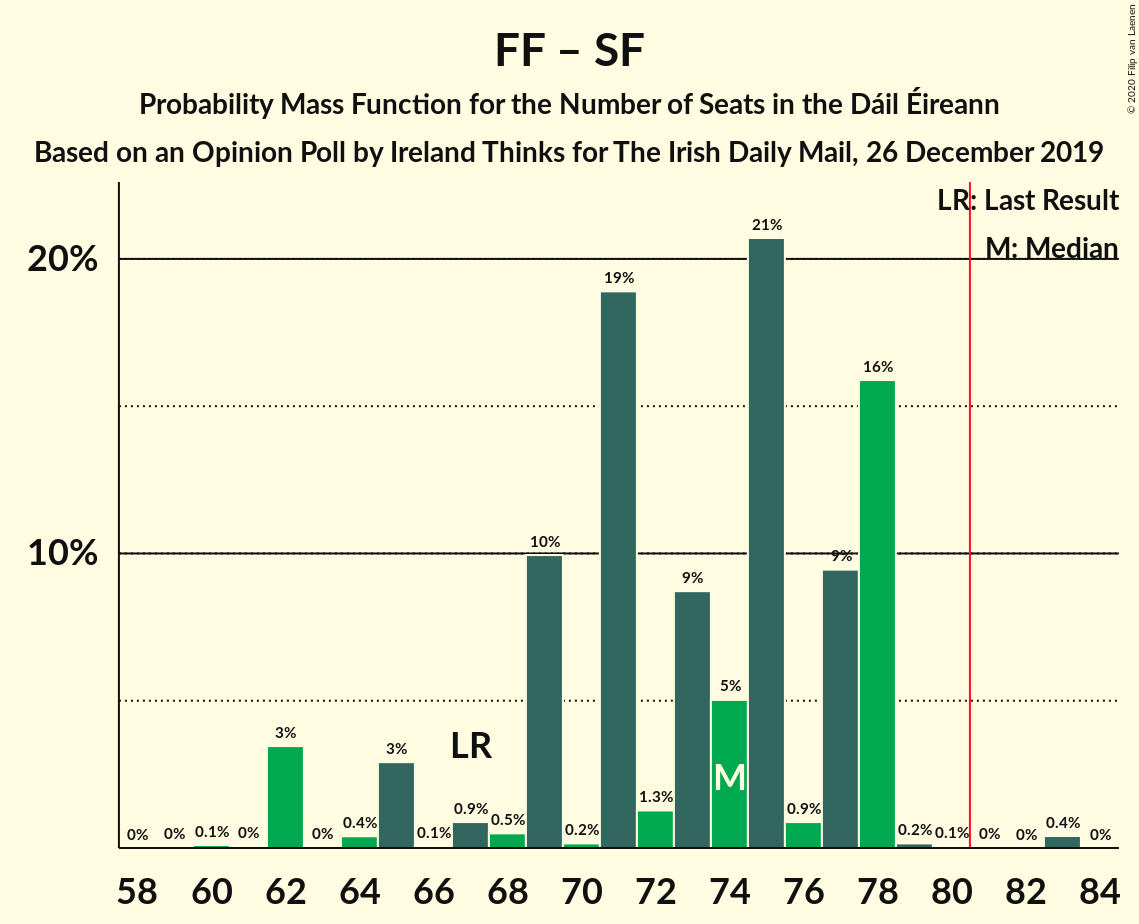 FF – SF
Probability Mass Function for the Number of Seats in the Dáil Éireann
Based on an Opinion Poll by Ireland Thinks for The Irish Daily Mail, 26 December 2019
© 2020 Filip van Laenen
LR: Last Result
M: Median
20%
10%
0% 0% 0.1% 0% 3% 0% 0.4% 3% 0.1% 0.9% 0.5% 10% 0.2% 19% 1.3% 9% 5% 21% 0.9% 9% 16% 0.2% 0.1% 0% 0% 0.4% 0%
LR
M
58 60 62 64 66 68 70 72 74 76 78 80 82 84